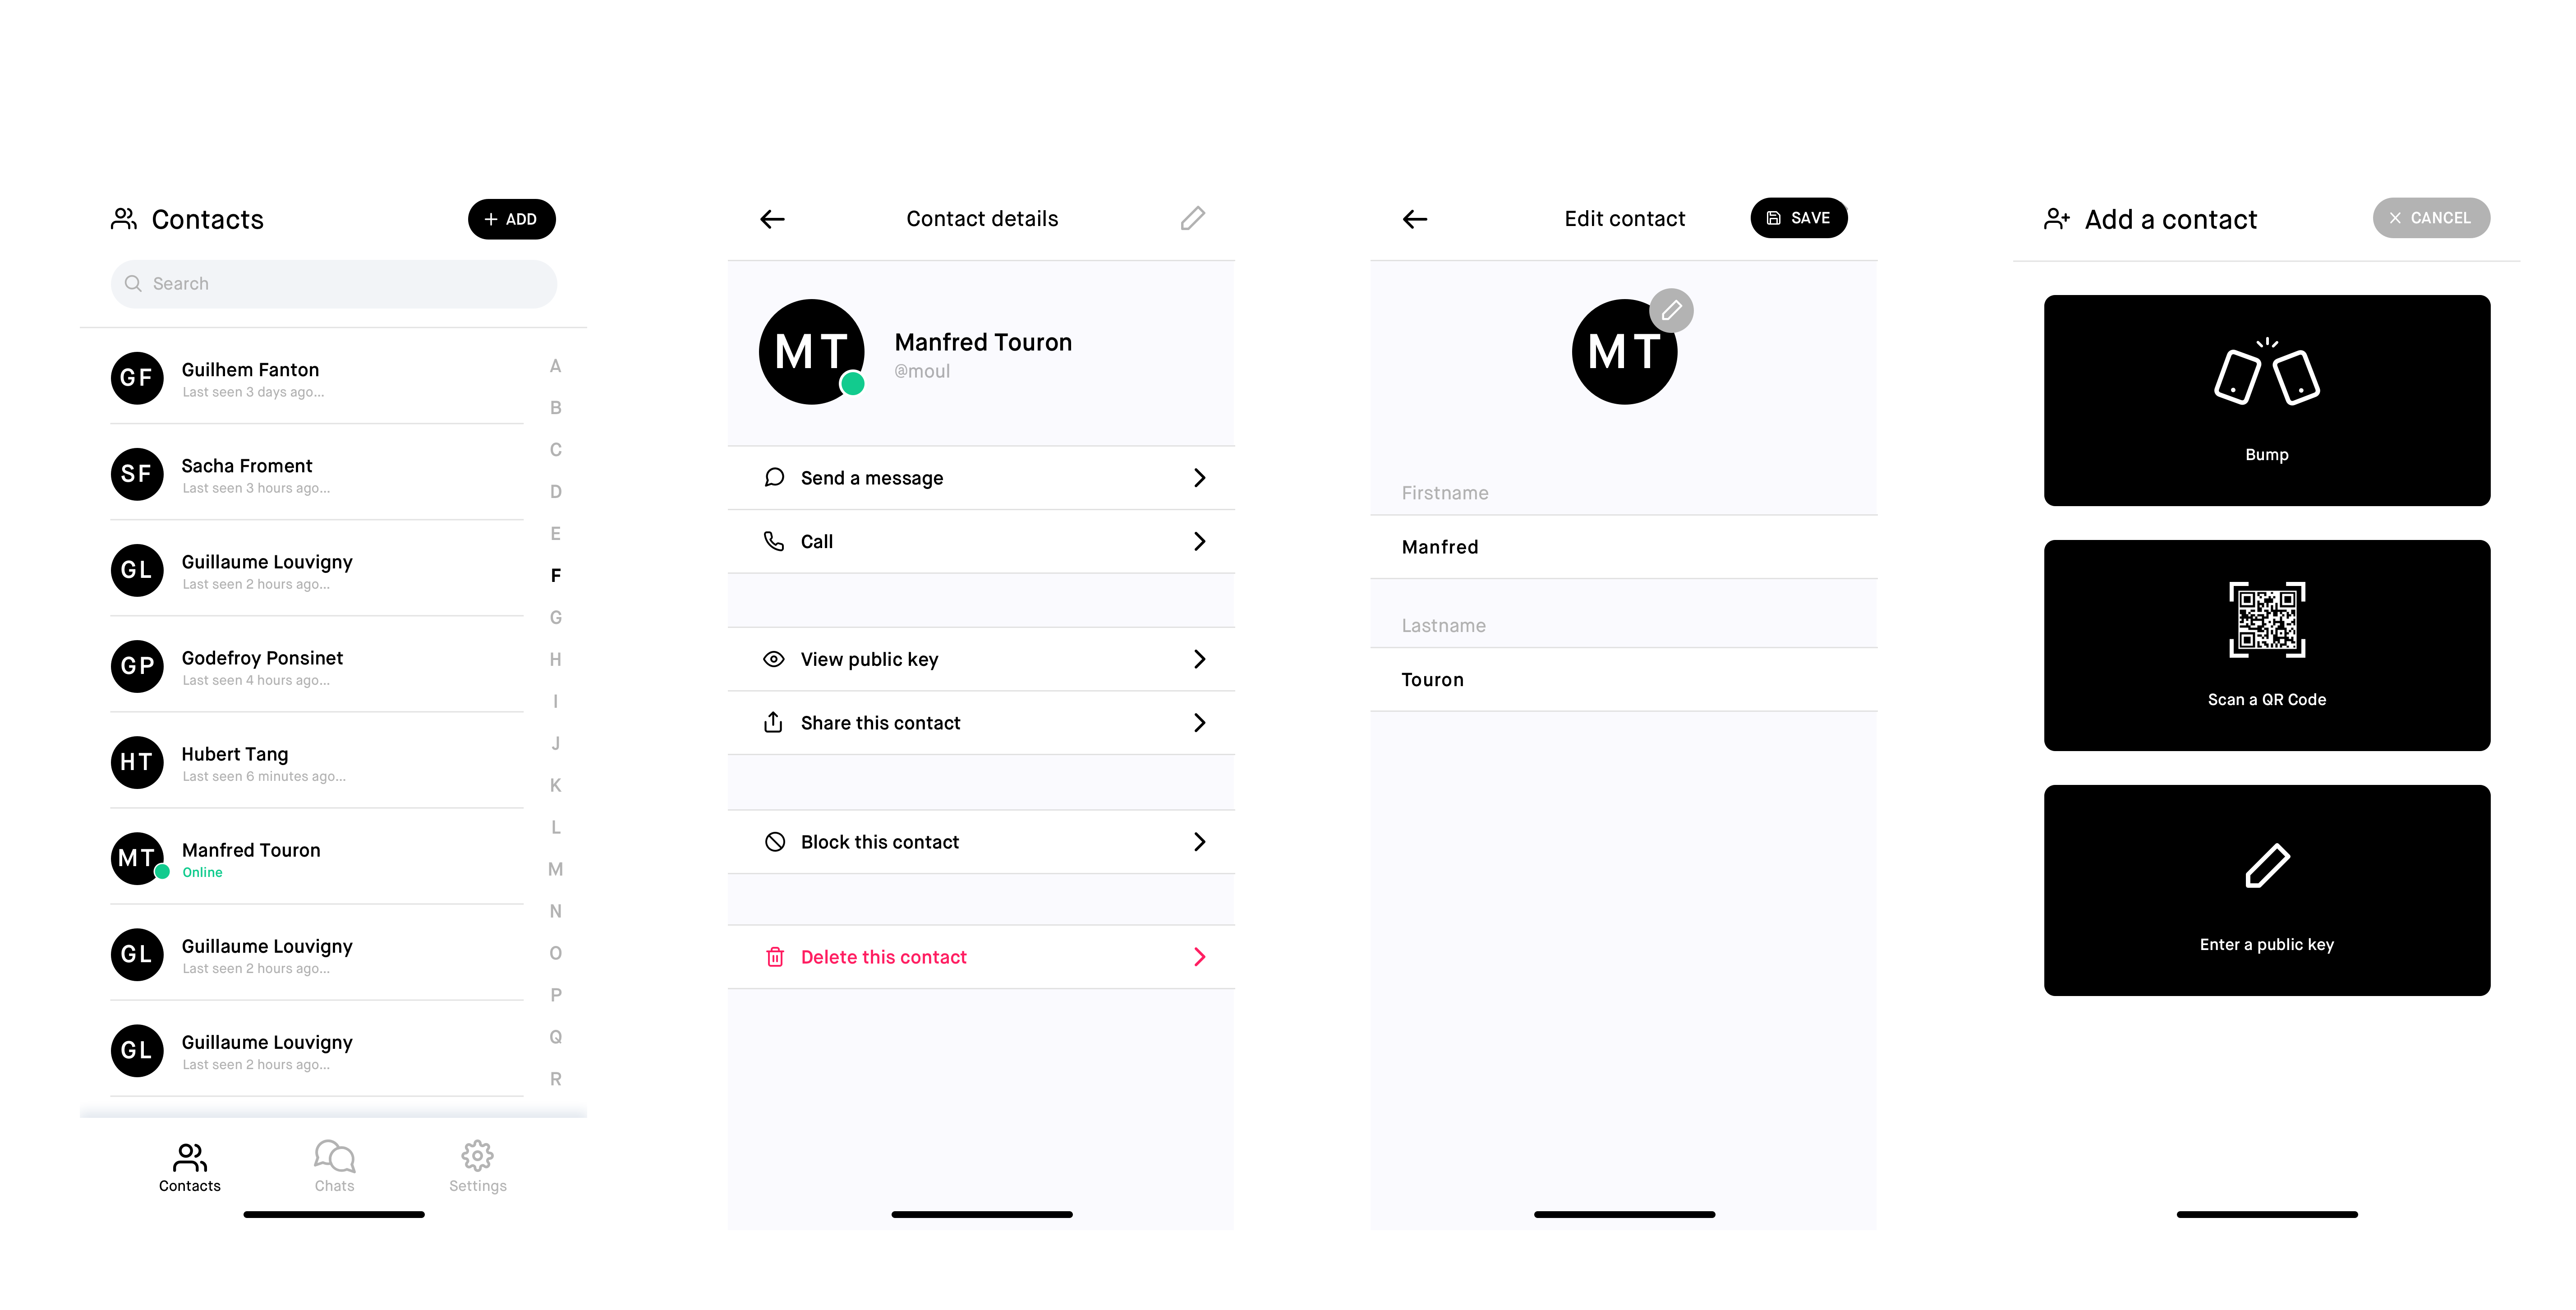 Contacts
+ ADD
Search
GF
Guilhem Fanton
Last seen 3 days ago...
SF
Sacha Froment
Last seen 3 hours ago...
GL
Guillaume Louvigny
Last seen 2 hours ago...
GP
Godefroy Ponsinet
Last seen 4 hours ago...
HT
Hubert Tang
Last seen 6 minutes ago...
MT
Manfred Touron
Online
GL
Guillaume Louvigny
Last seen 2 hours ago...
GL
Guillaume Louvigny
Last seen 2 hours ago...
A
B
C
D
E
F
G
H
I
J
K
L
M
N
O
P
Q
R
Contacts
Chats
Settings
Contact details
MT
Manfred Touron
@moul
Send a message
Call
View public key
Share this contact
Block this contact
Delete this contact
Edit contact
SAVE
MT
Firstname
Manfred
Lastname
Touron
Add a contact
CANCEL
Bump
Scan a QR Code
Enter a public key